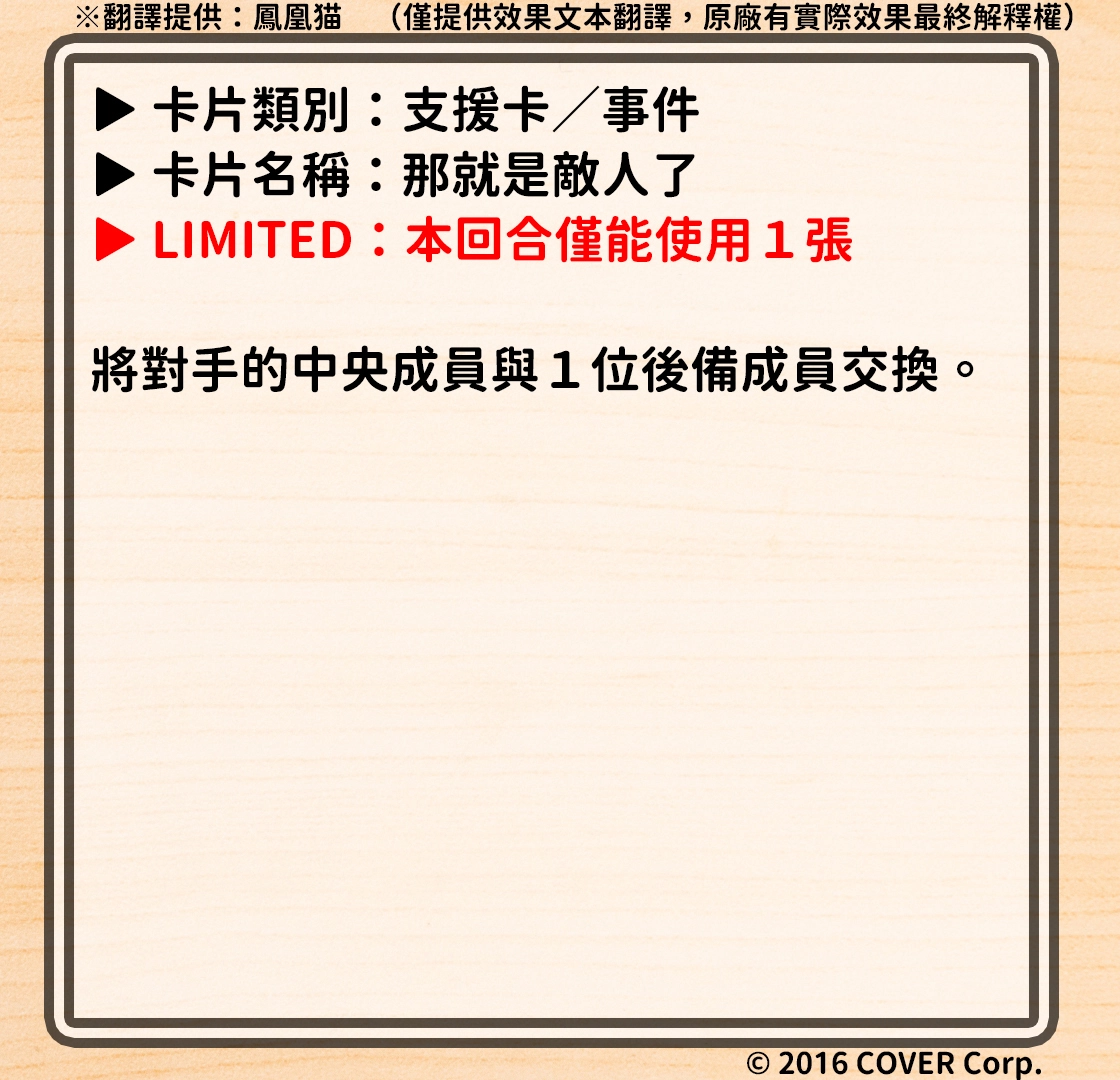 ※翻譯提供：鳳凰猫　（僅提供效果文本翻譯，原廠有實際效果最終解釋權）
▶ 卡片類別：支援卡／事件
▶ 卡片名稱：那就是敵人了
▶ LIMITED：本回合僅能使用１張
將對手的中央成員與１位後備成員交換。
© 2016 COVER Corp.